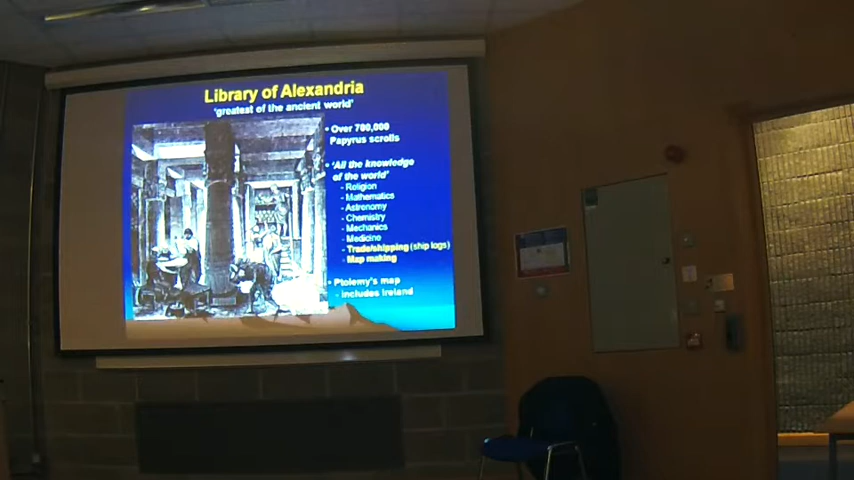 Library of Alexandria
'greatest of the ancient world'
• Over 700,000
Papyrus scrolls
• 'All the knowledge
of the world'
- Religion
- Mathematics
- Astronomy
- Chemistry
- Mechanics
- Medicine
- Trade/shipping (ship logs)
- Map making
• Ptolemy's map
- includes Ireland